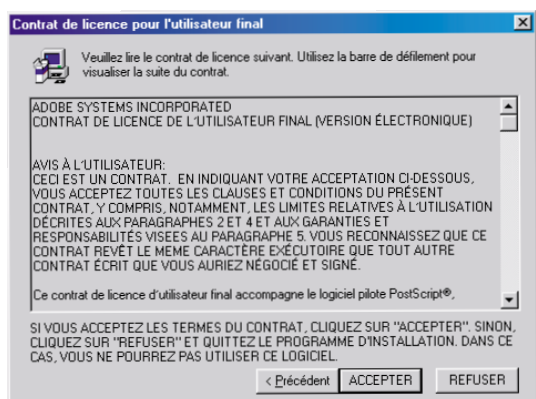 Contrat de licence pour l'utilisateur final
Veuillez lire le contrat de licence suivant. Utilisez la barre de défilement pour
visualiser la suite du contrat.
ADOBE SYSTEMS INCORPORATED
CONTRAT DE LICENCE DE L'UTILISATEUR FINAL (VERSION ÉLECTRONIQUE)
AVIS À L'UTILISATEUR:
CECI EST UN CONTRAT. EN INDIQUANT VOTRE ACCEPTATION CI-DESSOUS,
VOUS ACCEPTEZ TOUTES LES CLAUSES ET CONDITIONS DU PRÉSENT
CONTRAT, Y COMPRIS, NOTAMMENT, LES LIMITES RELATIVES À L'UTILISATION
DÉCRITES AUX PARAGRAPHES 2 ET 4 ET AUX GARANTIES ET
RESPONSABILITÉS VISEES AU PARAGRAPHE 5. VOUS RECONNAISSEZ QUE CE
CONTRAT REVÊT LE MEME CARACTÈRE EXÉCUTOIRE QUE TOUT AUTRE
CONTRAT ÉCRIT QUE VOUS AURIEZ NÉGOCIÉ ET SIGNÉ.
Ce contrat de licence d'utilisateur final accompagne le logiciel pilote PostScript®,
SI VOUS ACCEPTEZ LES TERMES DU CONTRAT, CLIQUEZ SUR "ACCEPTER". SINON,
CLIQUEZ SUR "REFUSER" ET QUITTEZ LE PROGRAMME D'INSTALLATION. DANS CE
CAS, VOUS NE POURREZ PAS UTILISER CE LOGICIEL.
< Précédent ACCEPTER REFUSER